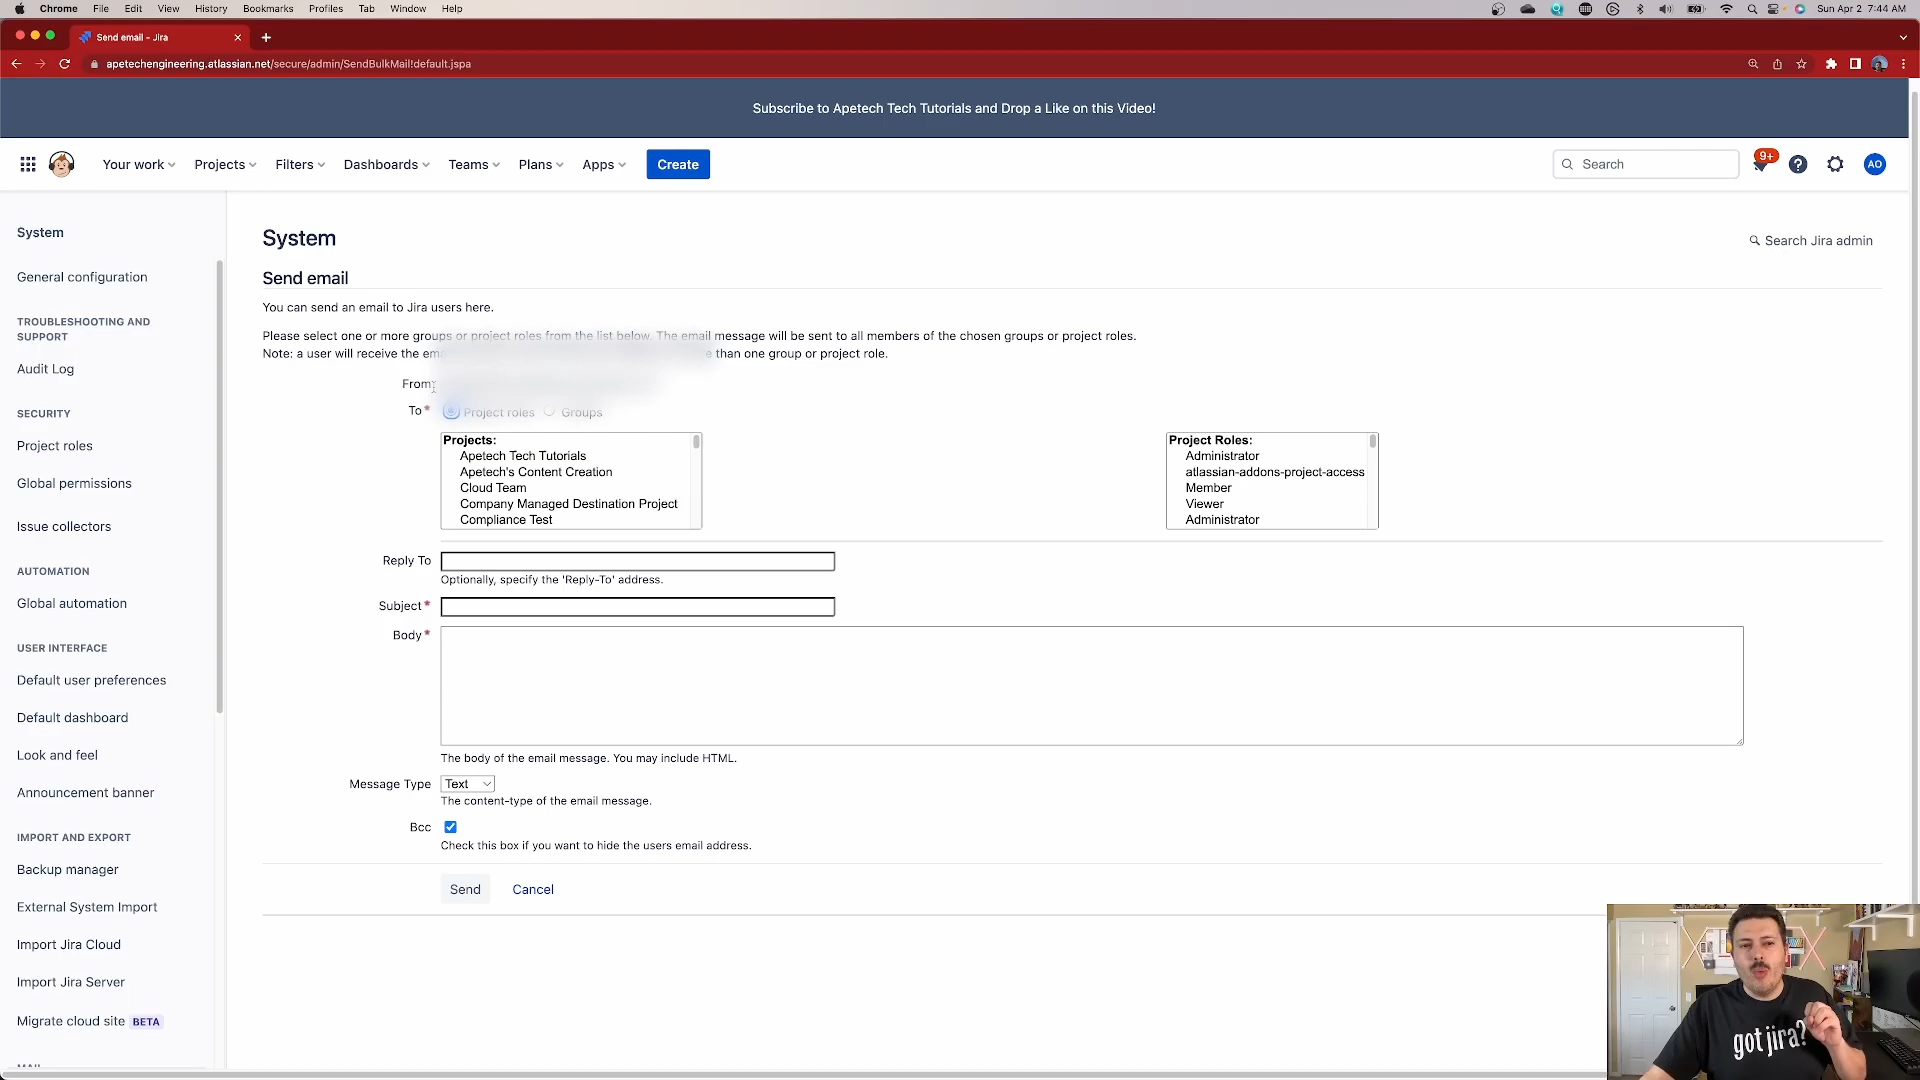 Chrome File Edit View History Bookmarks Profiles Tab Window Help
Sun Apr 2 7:44 AM
Send email - Jira
apetechengineering.atlassian.net/secure/admin/SendBulkMail!default.jspa
Subscribe to Apetech Tech Tutorials and Drop a Like on this Video!
Your work Projects Filters Dashboards Teams Plans Apps Create
Search
9+
AO
System
General configuration
TROUBLESHOOTING AND
SUPPORT
Audit Log
SECURITY
Project roles
Global permissions
Issue collectors
AUTOMATION
Global automation
USER INTERFACE
Default user preferences
Default dashboard
Look and feel
Announcement banner
IMPORT AND EXPORT
Backup manager
External System Import
Import Jira Cloud
Import Jira Server
Migrate cloud site BETA
MAIL
System
Search Jira admin
Send email
You can send an email to Jira users here.
Please select one or more groups or project roles from the list below. The email message will be sent to all members of the chosen groups or project roles.
Note: a user will receive the than one group or project role.
From
To*
Project roles Groups
Projects:
Apetech Tech Tutorials
Apetech's Content Creation
Cloud Team
Company Managed Destination Project
Compliance Test
Project Roles:
Administrator
atlassian-addons-project-access
Member
Viewer
Administrator
Reply To
Optionally, specify the 'Reply-To' address.
Subject*
Body*
The body of the email message. You may include HTML.
Message Type Text
The content-type of the email message.
Bcc
Check this box if you want to hide the users email address.
Send Cancel
got jira?